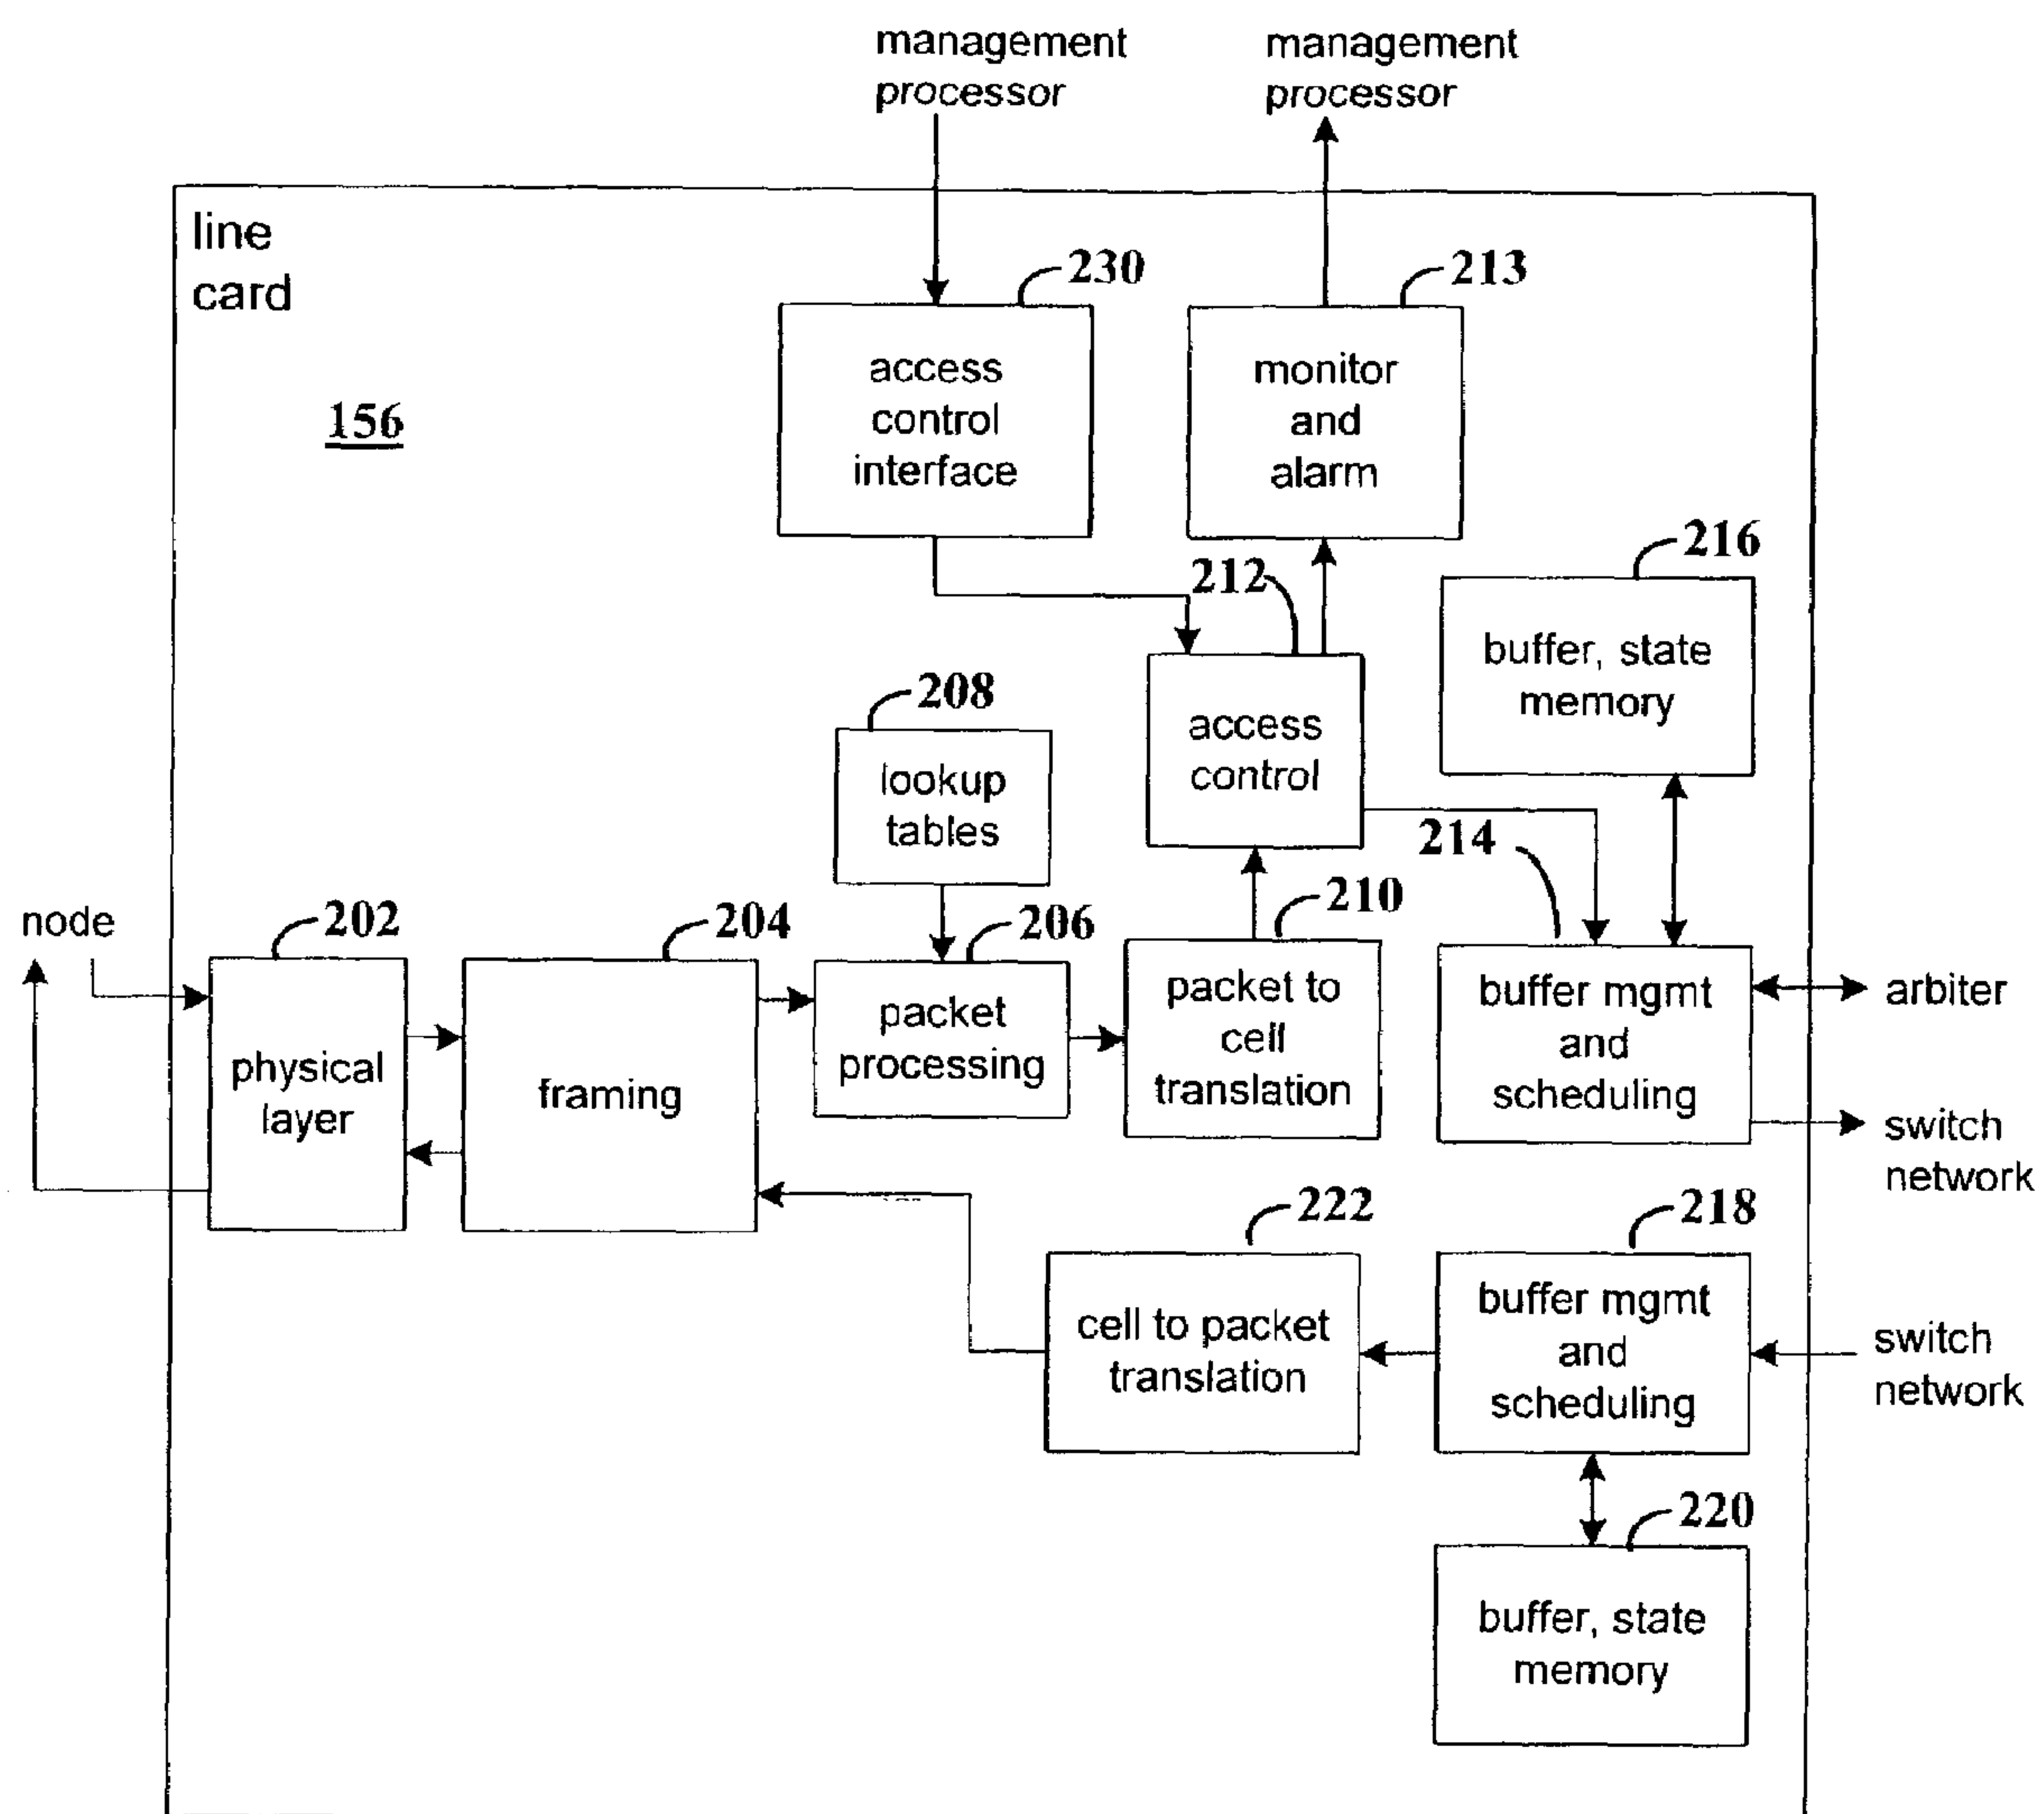 management
processor
management
processor
line
card
156
230
213
access
control
interface
monitor
and
alarm
216
212
buffer, state
memory
208
access
control
lookup
tables
214
node
202
204
206
210
physical
layer
framing
packet
processing
packet to
cell
translation
buffer mgmt
and
scheduling
arbiter
switch
network
222
218
cell to packet
translation
buffer mgmt
and
scheduling
switch
network
220
buffer, state
memory